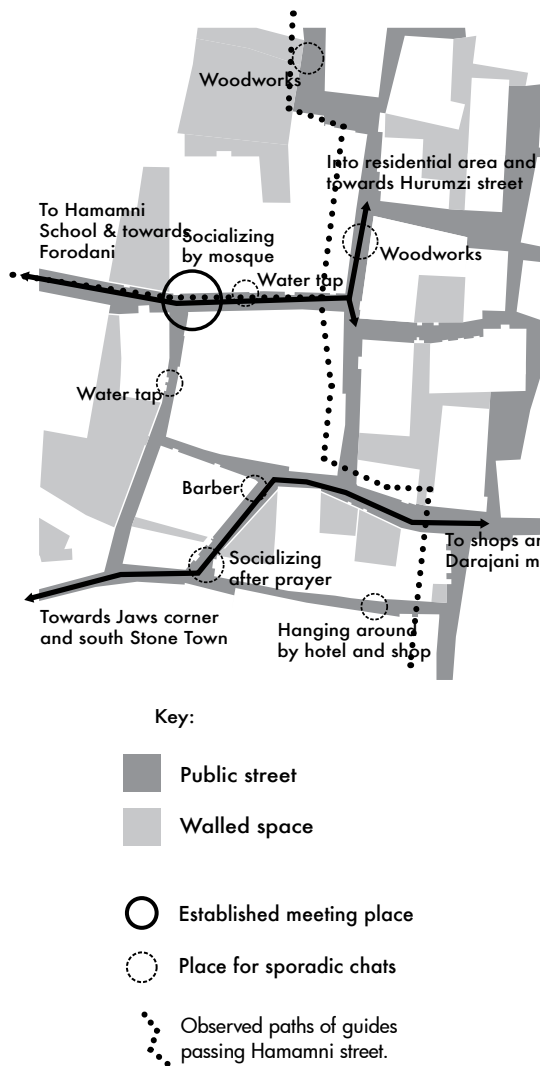 Woodworks
Into residential area and
towards Hurumzi street
To Hamamni
School & towards
Forodani
Socializing
by mosque
Woodworks
Water tap
Water tap
Barber
To shops
Darajani
Socializing
after prayer
Towards Jaws corner
and south Stone Town
Hanging around
by hotel and shop
Key:
Public street
Walled space
Established meeting place
Place for sporadic chats
Observed paths of guides
passing Hamamni street.